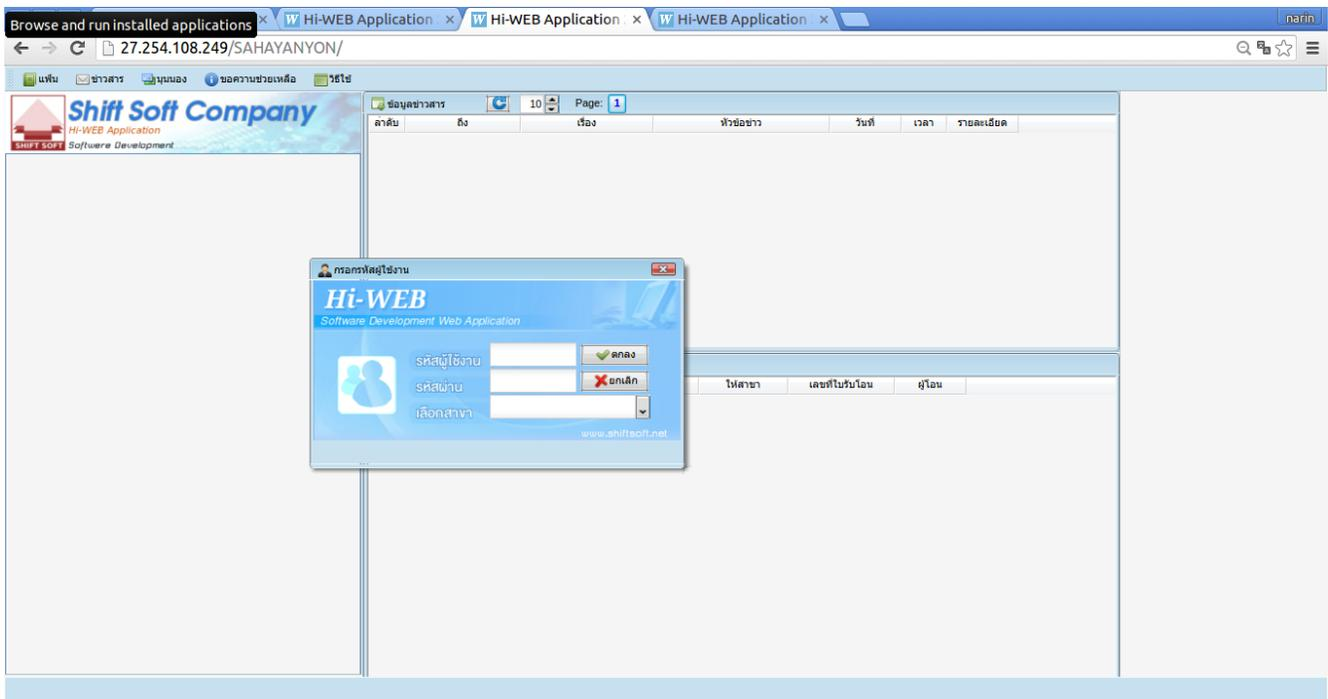 Browse and run installed applications
Hi-WEB Application
Hi-WEB Application
Hi-WEB Application
narin
27.254.108.249/SAHAYANYON/
แฟ้ม ข่าวสาร มุมมอง ขอความช่วยเหลือ วิธีใช้
Shift Soft Company
Hi-WEB Application
SHIFT SOFT Software Development
ข้อมูลข่าวสาร 10 Page: 1
ลำดับ ถึง เรื่อง หัวข้อข่าว วันที่ เวลา รายละเอียด
กรอกรหัสผู้ใช้งาน
Hi-WEB
Software Development Web Application
รหัสผู้ใช้งาน ตกลง
รหัสผ่าน ยกเลิก
เลือกสาขา
www.shiftsoft.net
ให้สาขา เลขที่ใบรับโอน ผู้โอน